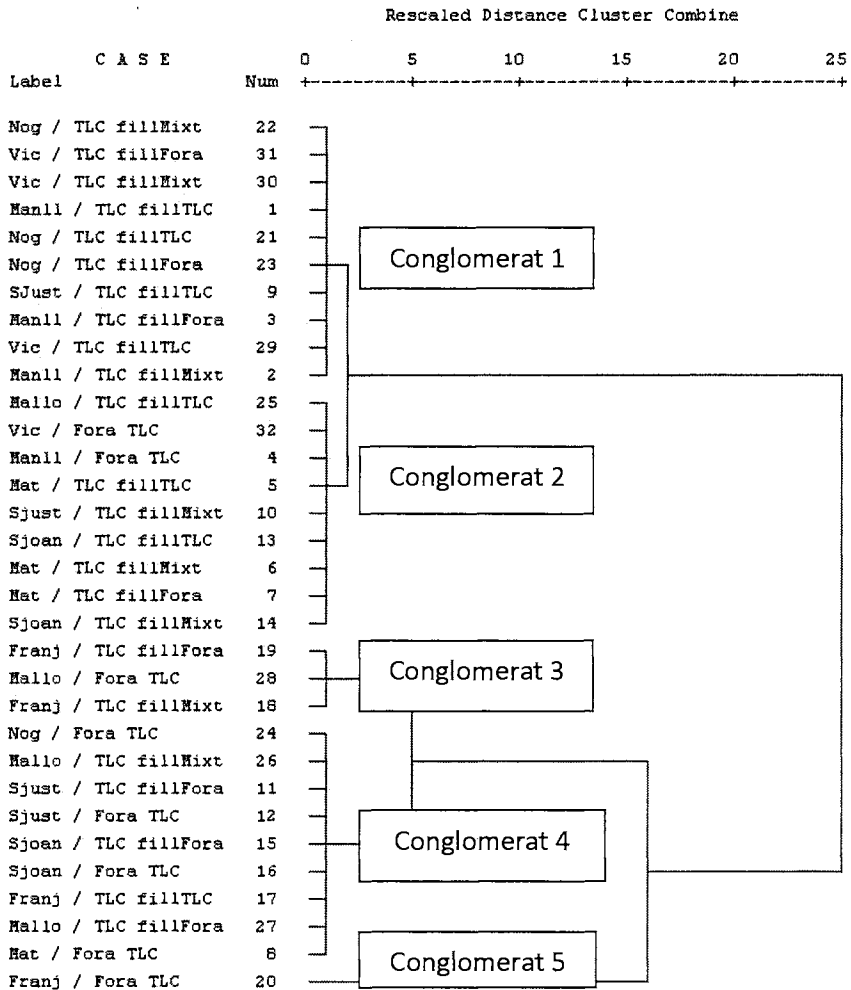 Rescaled Distance Cluster Combine
C A S E 0 5 10 15 20 25
Label Num +---------+---------+---------+---------+---------+
Nog / TLC fillMixt 22
Vic / TLC fillFora 31
Vic / TLC fillMixt 30
Manll / TLC fillTLC 1
Nog / TLC fillTLC 21
Nog / TLC fillFora 23
Conglomerat 1
SJust / TLC fillTLC 9
Manll / TLC fillFora 3
Vic / TLC fillTLC 29
Manll / TLC fillMixt 2
Mallo / TLC fillTLC 25
Vic / Fora TLC 32
Manll / Fora TLC 4
Mat / TLC fillTLC 5
Conglomerat 2
Sjust / TLC fillMixt 10
Sjoan / TLC fillTLC 13
Mat / TLC fillMixt 6
Mat / TLC fillFora 7
Sjoan / TLC fillMixt 14
Franj / TLC fillFora 19
Mallo / Fora TLC 28
Conglomerat 3
Franj / TLC fillMixt 18
Nog / Fora TLC 24
Mallo / TLC fillMixt 26
Sjust / TLC fillFora 11
Sjust / Fora TLC 12
Sjoan / TLC fillFora 15
Conglomerat 4
Sjoan / Fora TLC 16
Franj / TLC fillTLC 17
Mallo / TLC fillFora 27
Mat / Fora TLC 8
Conglomerat 5
Franj / Fora TLC 20